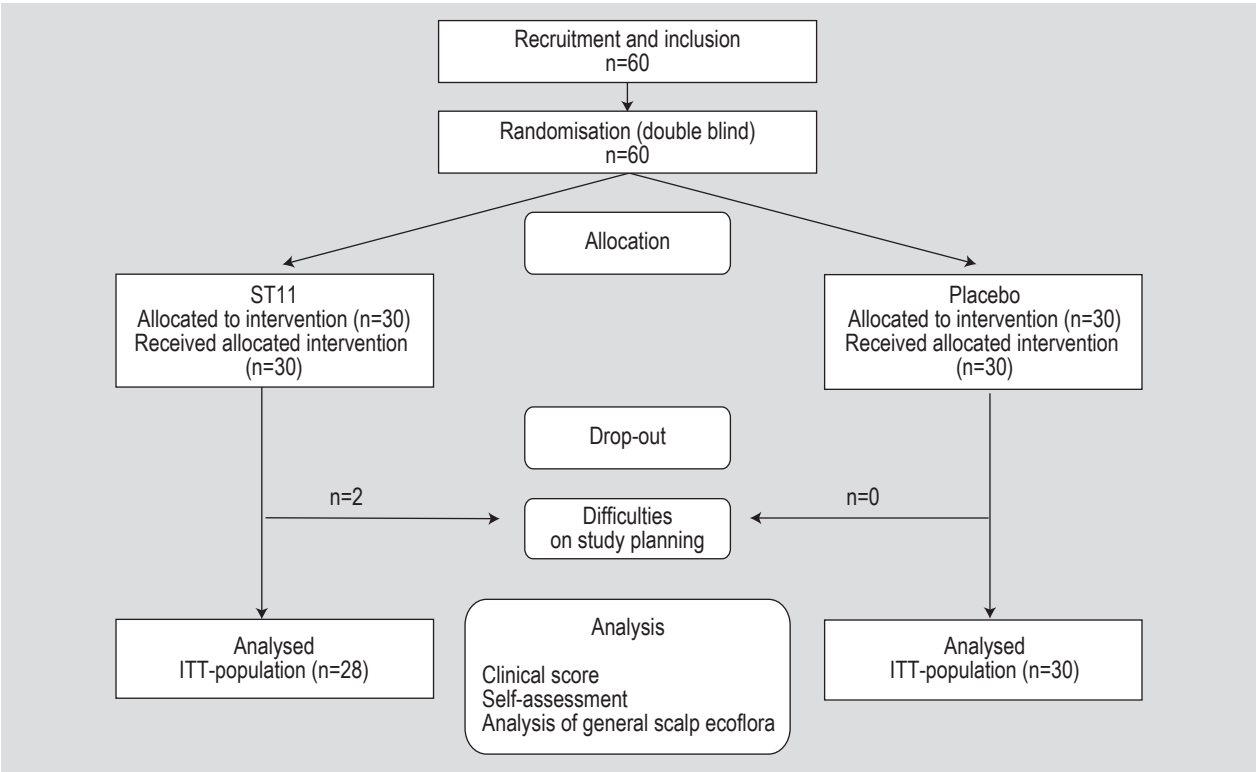 Recruitment and inclusion
n=60
Randomisation (double blind)
n=60
Allocation
ST11
Allocated to intervention (n=30)
Received allocated intervention
(n=30)
Placebo
Allocated to intervention (n=30)
Received allocated intervention
(n=30)
Drop-out
n=2
Difficulties
on study planning
n=0
Analysed
ITT-population (n=28)
Analysis
Clinical score
Self-assessment
Analysis of general scalp ecoflora
Analysed
ITT-population (n=30)